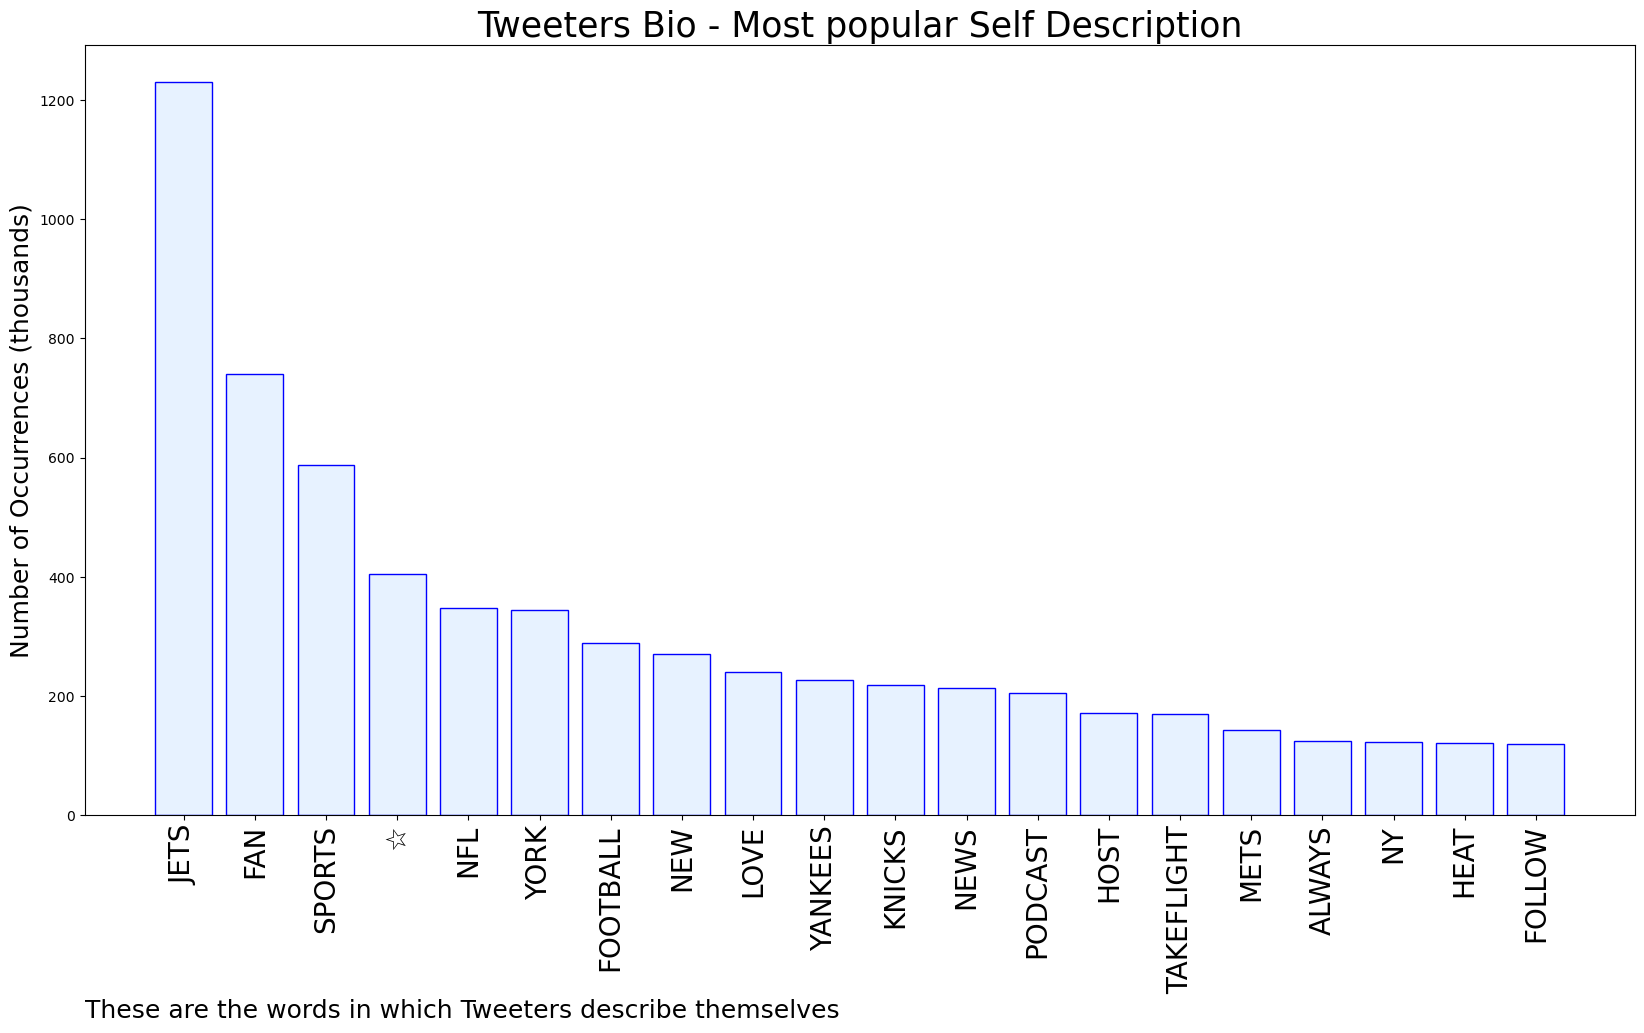 Tweeters Bio - Most popular Self Description
Number of Occurrences (thousands)
1200
1000
800
600
400
200
0
JETS
FAN
SPORTS
☆
NFL
YORK
FOOTBALL
NEW
LOVE
YANKEES
KNICKS
NEWS
PODCAST
HOST
TAKEFLIGHT
METS
ALWAYS
NY
HEAT
FOLLOW
These are the words in which Tweeters describe themselves